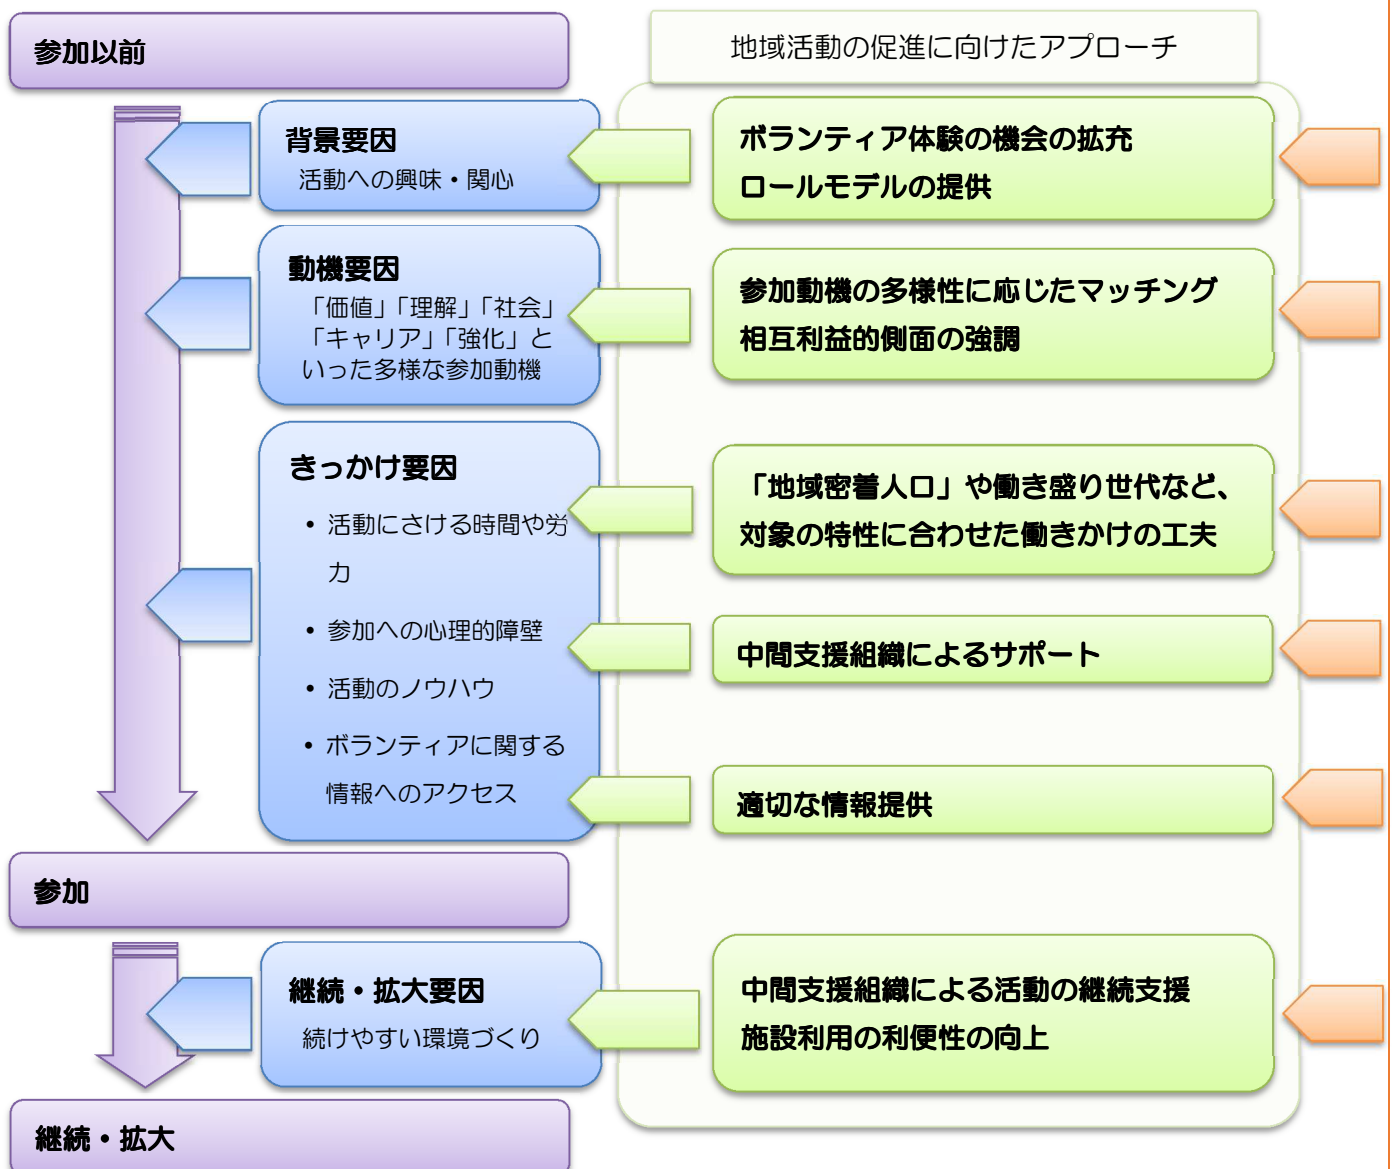 参加以前
地域活動の促進に向けたアプローチ
背景要因
活動への興味・関心
ボランティア体験の機会の拡充
ロールモデルの提供
動機要因
「価値」「理解」「社会」
「キャリア」「強化」と
いった多様な参加動機
参加動機の多様性に応じたマッチング
相互利益的側面の強調
きっかけ要因
• 活動にさける時間や労
力
• 参加への心理的障壁
• 活動のノウハウ
• ボランティアに関する
情報へのアクセス
「地域密着人口」や働き盛り世代など、
対象の特性に合わせた働きかけの工夫
中間支援組織によるサポート
適切な情報提供
参加
継続・拡大要因
続けやすい環境づくり
中間支援組織による活動の継続支援
施設利用の利便性の向上
継続・拡大